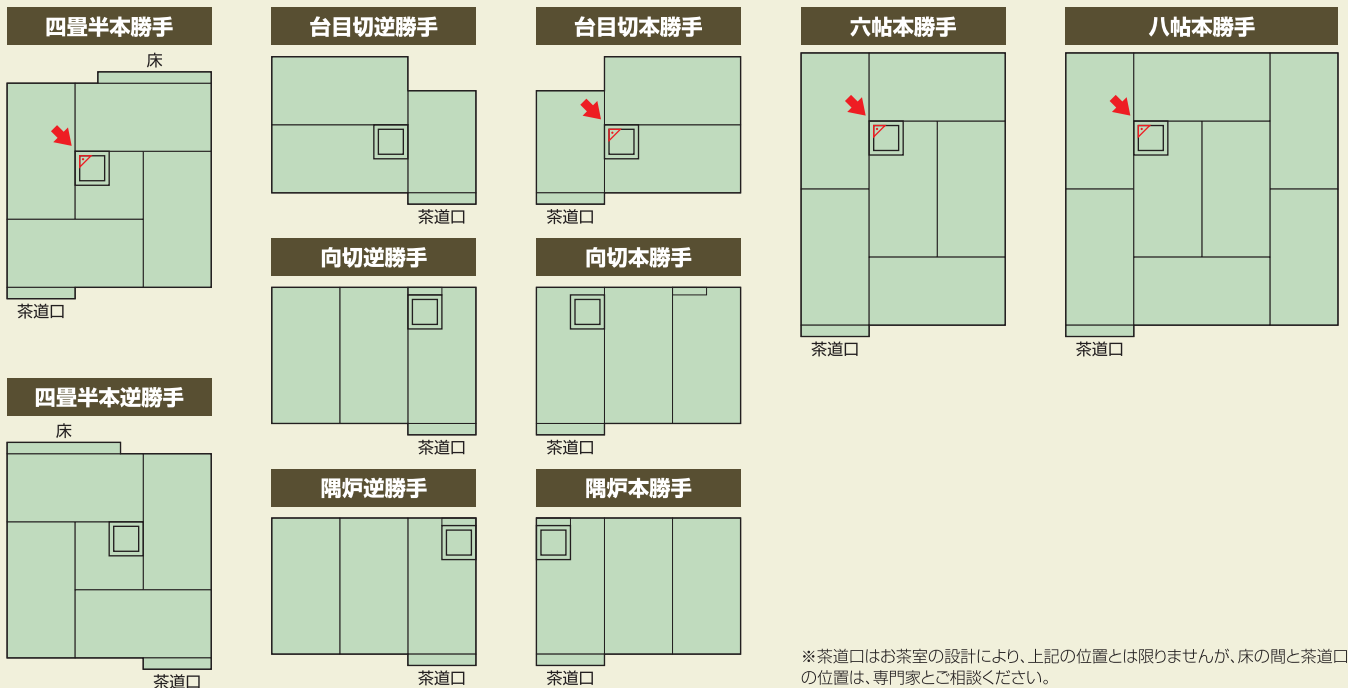 四畳半本勝手
床
茶道口
四畳半本逆勝手
床
茶道口
台目切逆勝手
茶道口
向切逆勝手
茶道口
隅炉逆勝手
茶道口
台目切本勝手
茶道口
向切本勝手
茶道口
隅炉本勝手
茶道口
六帖本勝手
茶道口
八帖本勝手
茶道口
※茶道口はお茶室の設計により、上記の位置とは限りませんが、床の間と茶道口
の位置は、専門家とご相談ください。